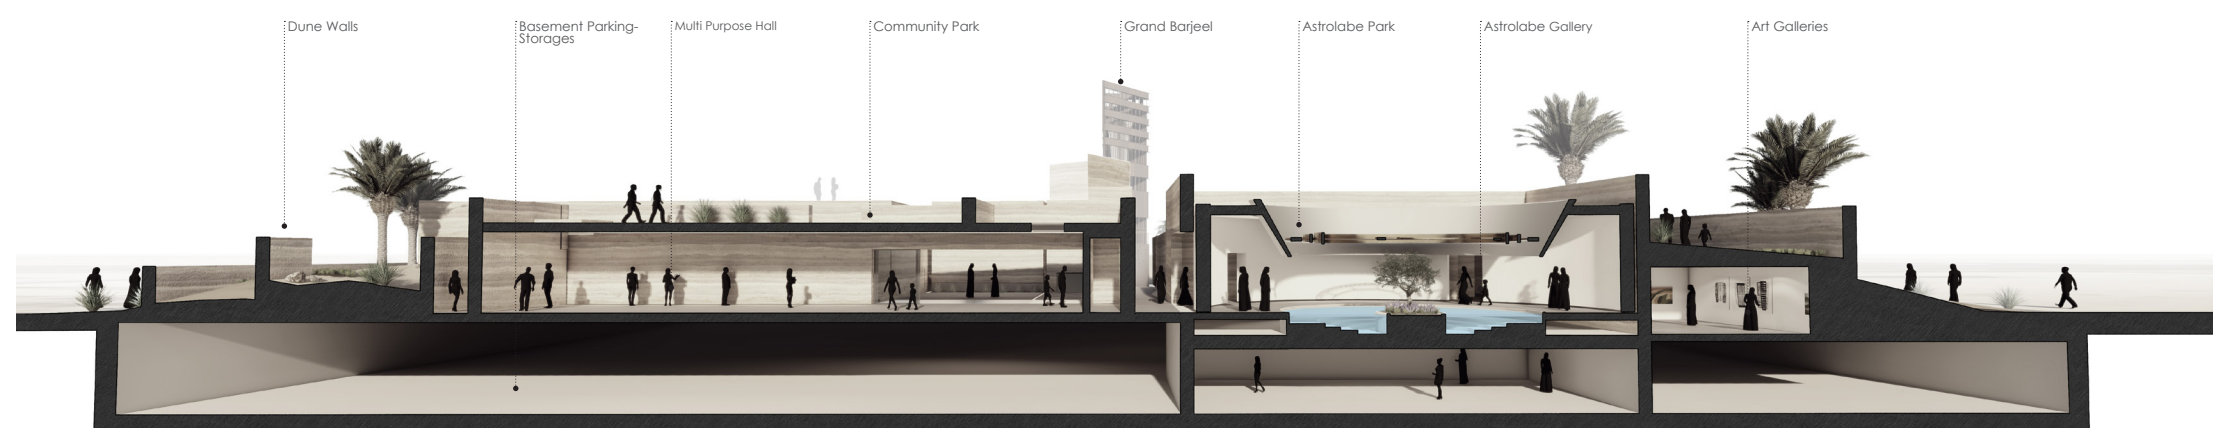 Dune Walls
Basement Parking-
Storages
Multi Purpose Hall
Community Park
Grand Barjeel
Astrolabe Park
Astrolabe Gallery
Art Galleries